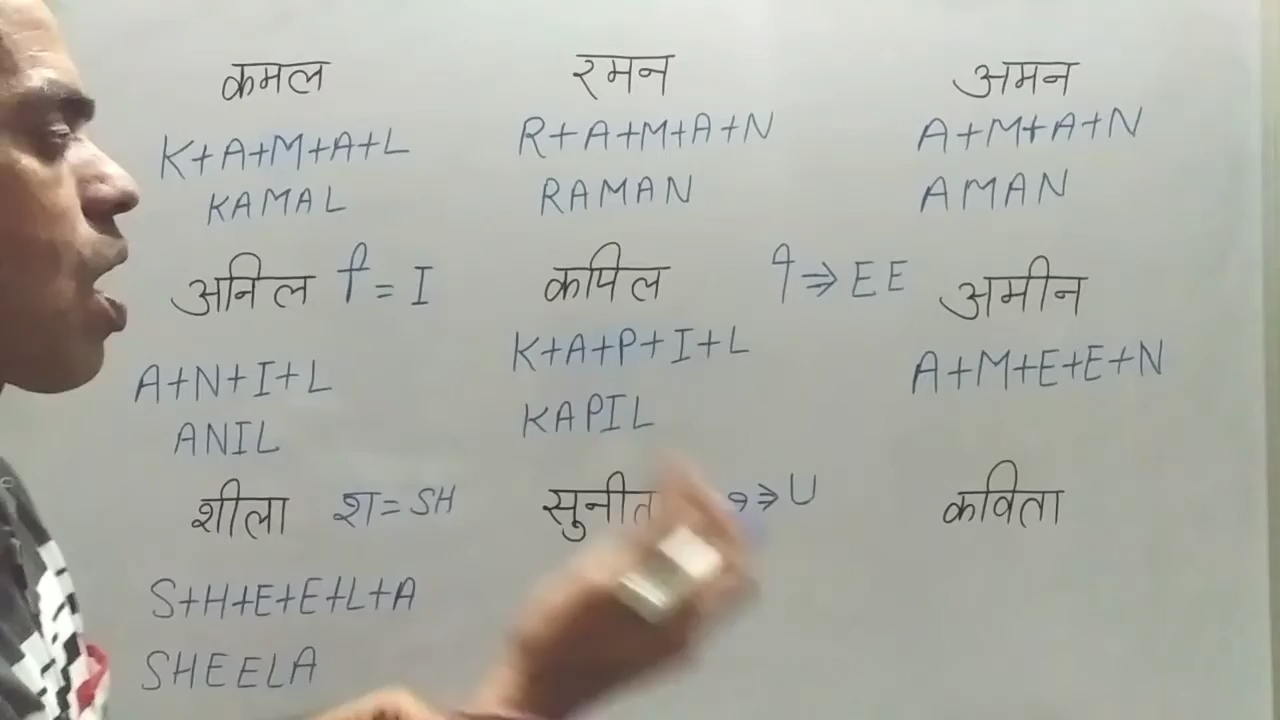 कमल
K+A+M+A+L
KAMAL
रमन
R+A+M+A+N
RAMAN
अमन
A+M+A+N
AMAN
अनिल ि = I
A+N+I+L
ANIL
कपिल
K+A+P+I+L
KAPIL
ी ⇒ EE अमीन
A+M+E+E+N
शीला श=SH
S+H+E+E+L+A
SHEELA
ु ⇒ U
कविता